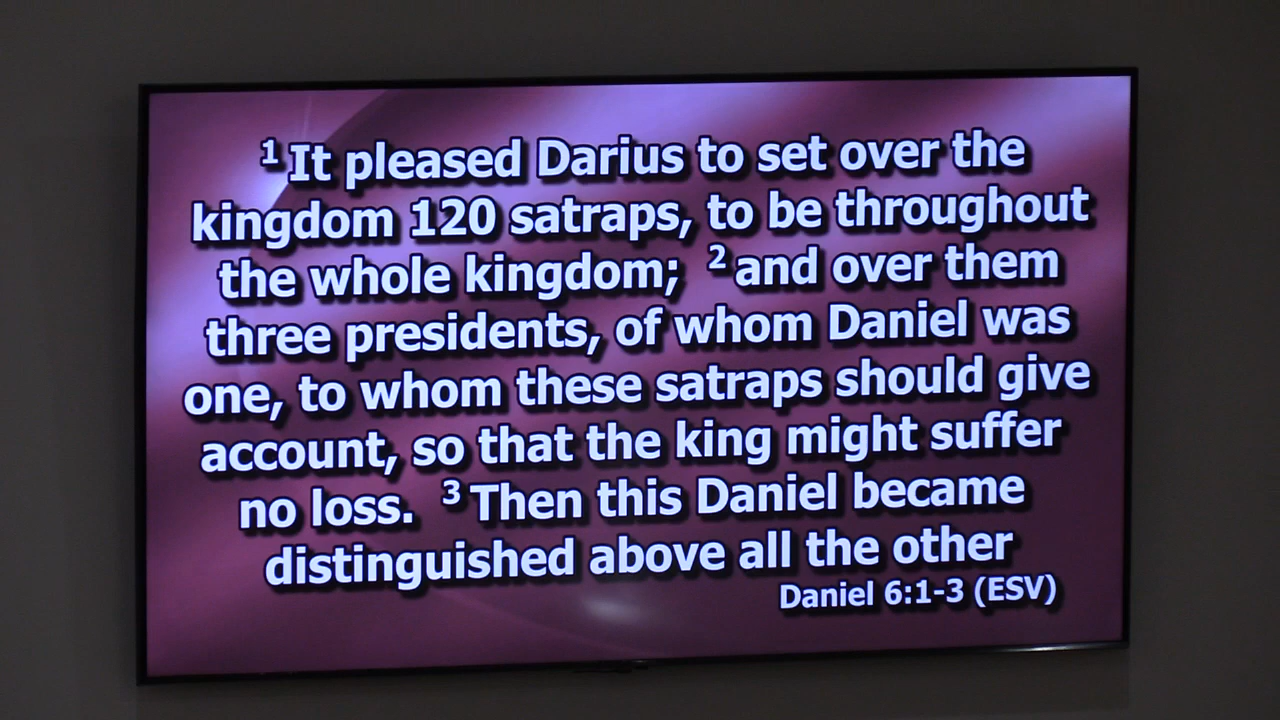 1 It pleased Darius to set over the
kingdom 120 satraps, to be throughout
the whole kingdom; 2 and over them
three presidents, of whom Daniel was
one, to whom these satraps should give
account, so that the king might suffer
no loss. 3 Then this Daniel became
distinguished above all the other
Daniel 6:1-3 (ESV)